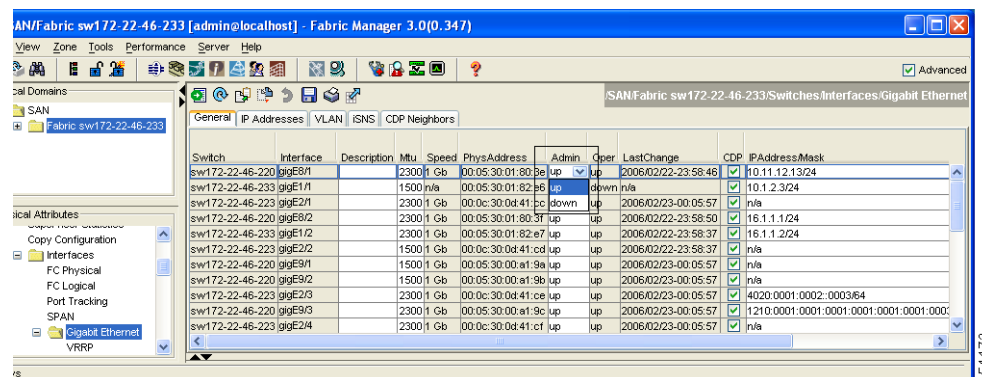 AN/Fabric sw172-22-46-233 [admin@localhost] - Fabric Manager 3.0(0.347)
View Zone Tools Performance Server Help
Advanced
cal Domains
/SAN/Fabric sw172-22-46-233/Switches/Interfaces/Gigabit Ethernet
SAN
Fabric sw172-22-46-233
General IP Addresses VLAN iSNS CDP Neighbors
Switch Interface Description Mtu Speed PhysAddress Admin Oper LastChange CDP IPAddress/Mask
sw172-22-46-220 gigE8/1 2300 1 Gb 00:05:30:01:80:3e up up 2006/02/22-23:58:46 10.11.12.13/24
sw172-22-46-233 gigE1/1 1500 n/a 00:05:30:01:82:e6 up down n/a 10.1.2.3/24
sw172-22-46-223 gigE2/1 2300 1 Gb 00:0c:30:0d:41:cc down up 2006/02/23-00:05:57 n/a
sw172-22-46-220 gigE8/2 2300 1 Gb 00:05:30:01:80:3f up up 2006/02/22-23:58:50 16.1.1.1/24
sw172-22-46-233 gigE1/2 2300 1 Gb 00:05:30:01:82:e7 up up 2006/02/22-23:58:37 16.1.1.2/24
sw172-22-46-223 gigE2/2 1500 1 Gb 00:0c:30:0d:41:cd up up 2006/02/22-23:58:37 n/a
sw172-22-46-220 gigE9/1 1500 1 Gb 00:05:30:00:a1:9a up up 2006/02/23-00:05:57 n/a
sw172-22-46-220 gigE9/2 1500 1 Gb 00:05:30:00:a1:9b up up 2006/02/23-00:05:57 n/a
sw172-22-46-223 gigE2/3 2300 1 Gb 00:0c:30:0d:41:ce up up 2006/02/23-00:05:57 4020:0001:0002::0003/64
sw172-22-46-220 gigE9/3 2300 1 Gb 00:05:30:00:a1:9c up up 2006/02/23-00:05:57 1210:0001:0001:0001:0001:0001:0001:000
sw172-22-46-223 gigE2/4 2300 1 Gb 00:0c:30:0d:41:cf up up 2006/02/23-00:05:57 n/a
sical Attributes
Copy Configuration
Interfaces
FC Physical
FC Logical
Port Tracking
SPAN
Gigabit Ethernet
VRRP
ys